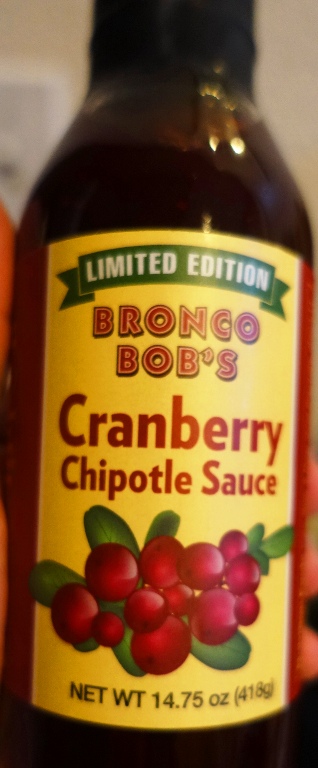 LIMITED EDITION
BRONCO
BOB'S
Cranberry
Chipotle Sauce
NET WT 14.75 oz (418g)